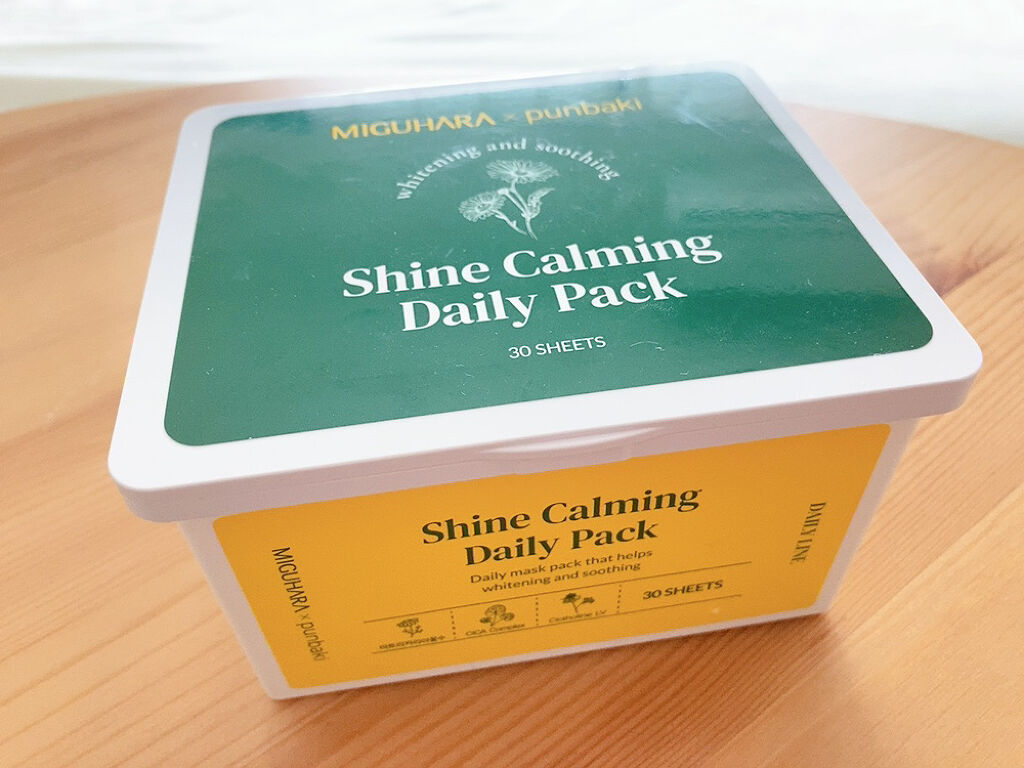 MIGUHARA × punbaki
whitening and soothing
Shine Calming
Daily Pack
30 SHEETS
Shine Calming
Daily Pack
Daily mask pack that helps
whitening and soothing
CICA Complex
30 SHEETS
MIGUHARA × punbaki
DAILY LINE